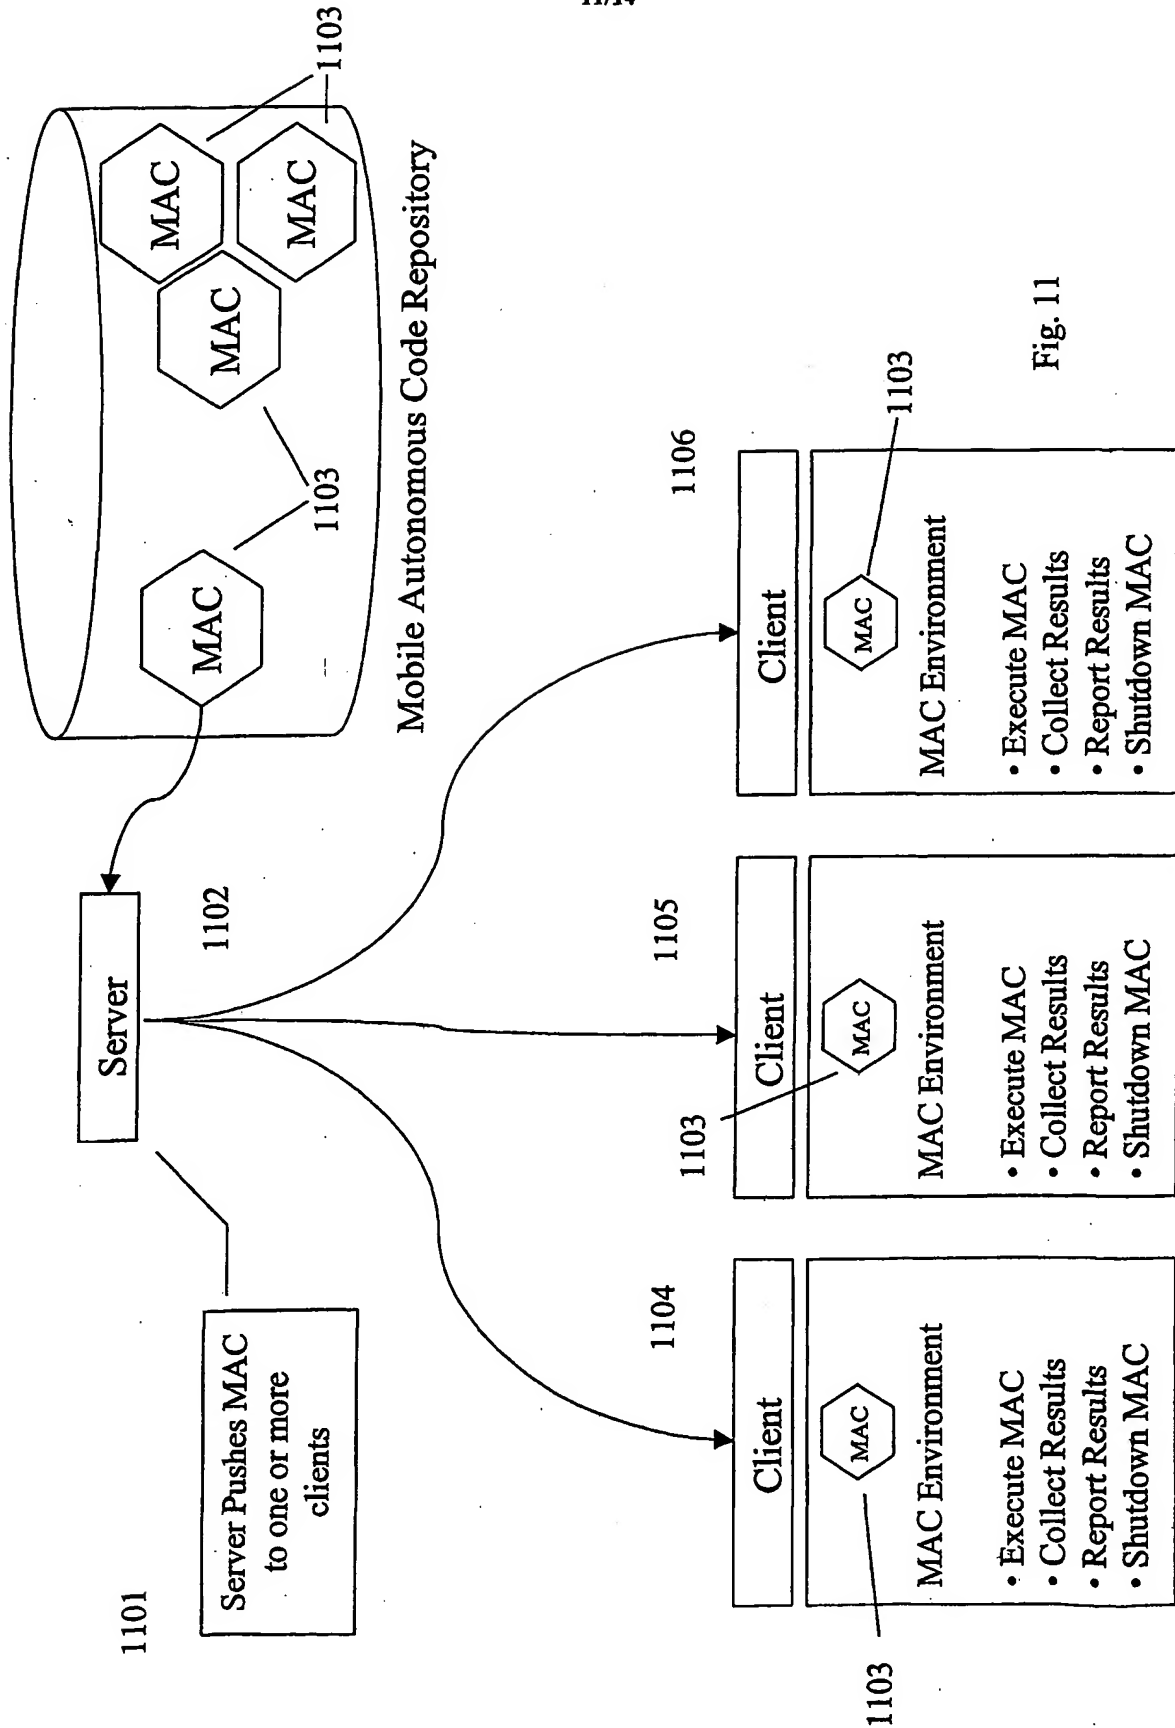 11/14
1101
Server Pushes MAC
to one or more
clients
Server
1102
MAC
MAC
MAC
MAC
1103
1103
Mobile Autonomous Code Repository
1104
Client
MAC
1103
MAC Environment
• Execute MAC
• Collect Results
• Report Results
• Shutdown MAC
1105
Client
MAC
1103
MAC Environment
• Execute MAC
• Collect Results
• Report Results
• Shutdown MAC
1106
Client
MAC
1103
MAC Environment
• Execute MAC
• Collect Results
• Report Results
• Shutdown MAC
Fig. 11